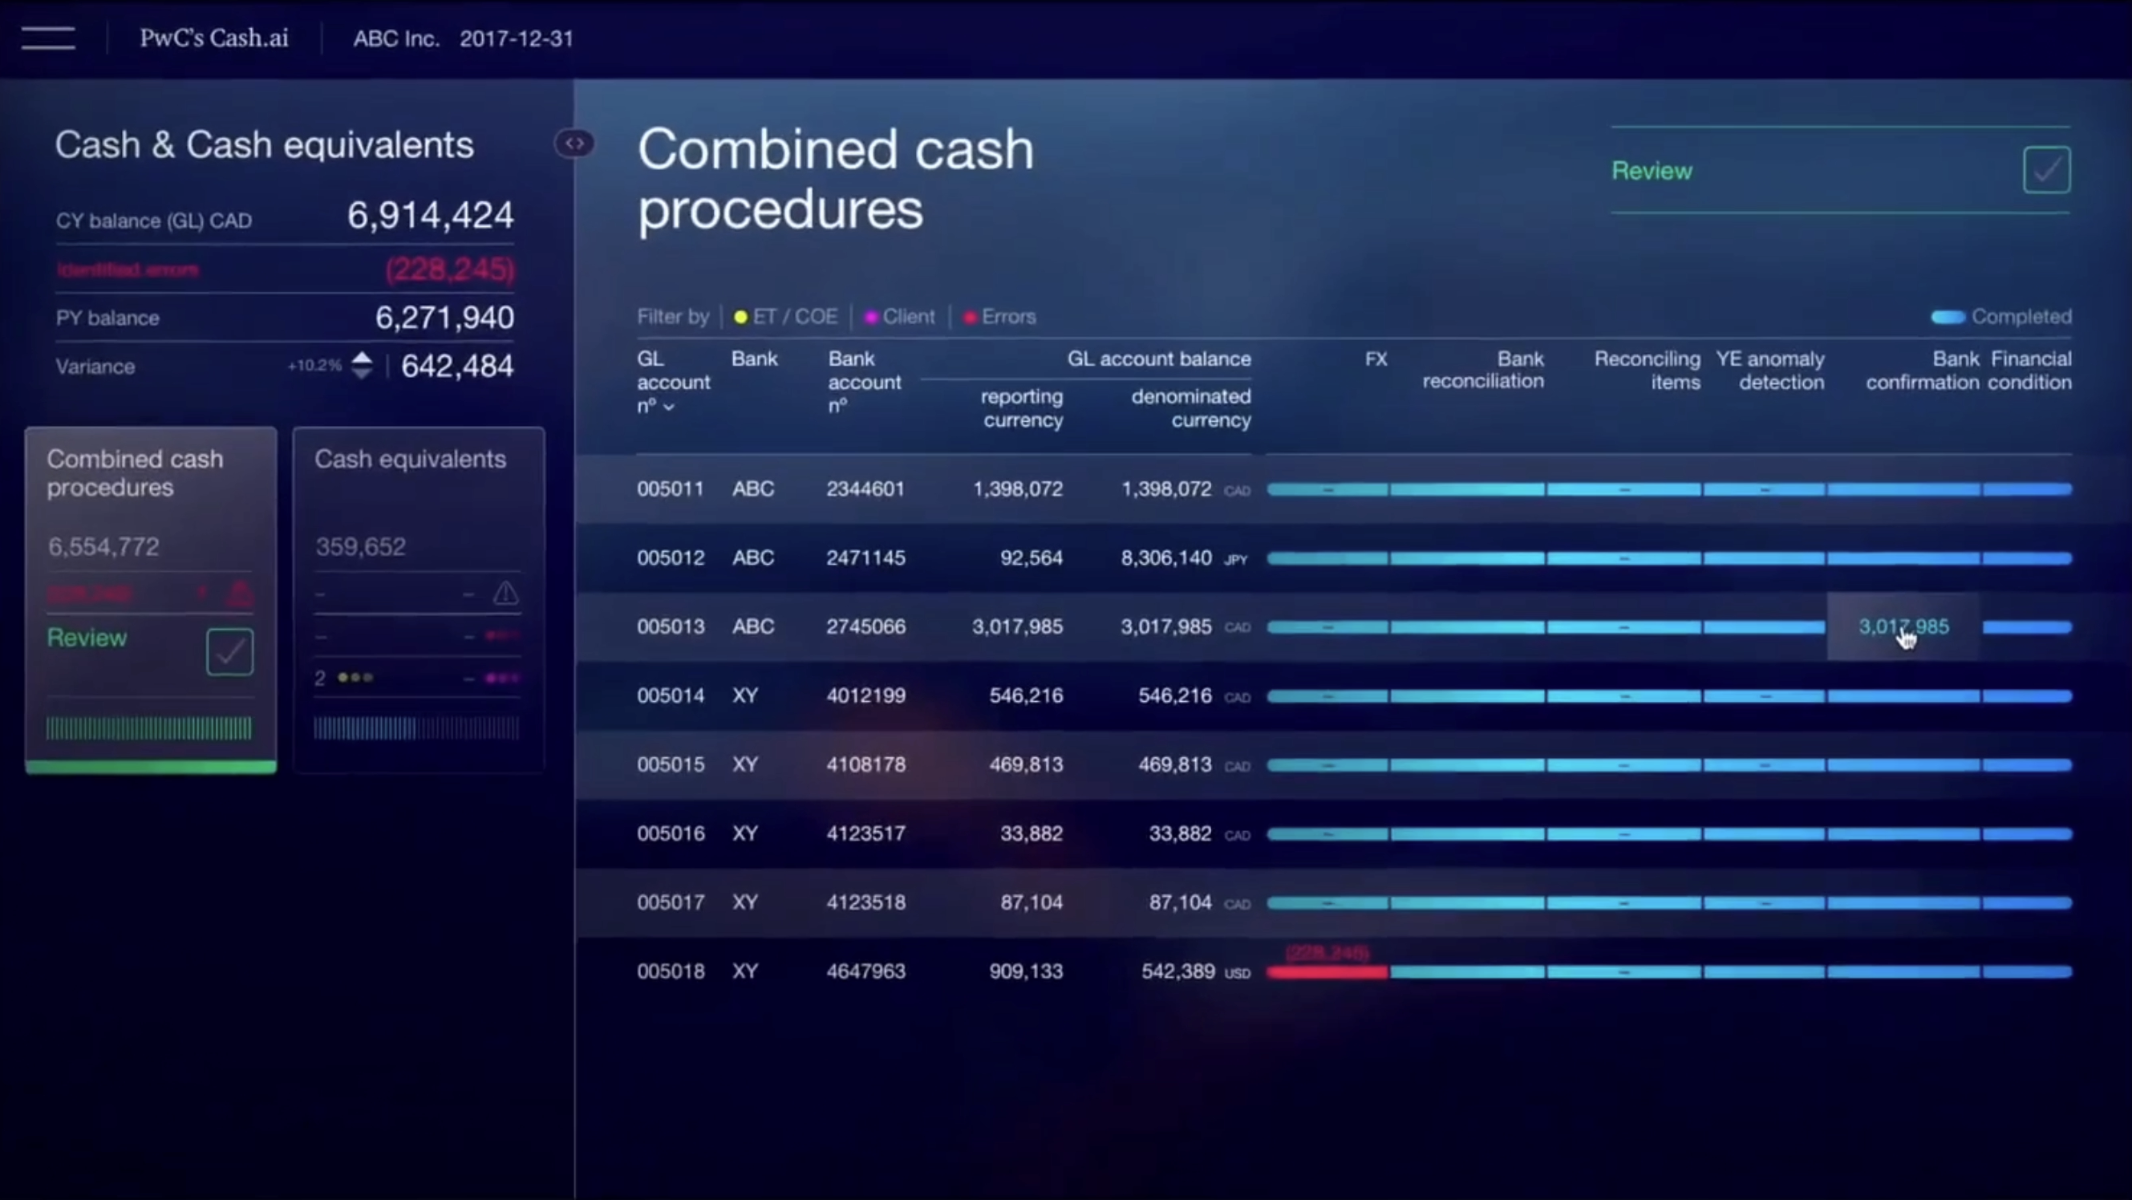 PwC's Cash.ai
ABC Inc. 2017-12-31
Cash & Cash equivalents
CY balance (GL) CAD 6,914,424
Identified errors (228,245)
PY balance 6,271,940
Variance +10.2% 642,484
Combined cash
procedures
6,554,772
Review
Cash equivalents
359,652
–
–
–
–
2
–
Combined cash
procedures
Review
Filter by ET / COE Client Errors
Completed
GL account nº
Bank
Bank account nº
GL account balance
reporting currency
denominated currency
FX
Bank reconciliation
Reconciling items
YE anomaly detection
Bank confirmation
Financial condition
005011 ABC 2344601 1,398,072 1,398,072 CAD – – –
005012 ABC 2471145 92,564 8,306,140 JPY –
005013 ABC 2745066 3,017,985 3,017,985 CAD – – 3,017,985
005014 XY 4012199 546,216 546,216 CAD – – –
005015 XY 4108178 469,813 469,813 CAD – – –
005016 XY 4123517 33,882 33,882 CAD – –
005017 XY 4123518 87,104 87,104 CAD – – –
005018 XY 4647963 909,133 542,389 USD –